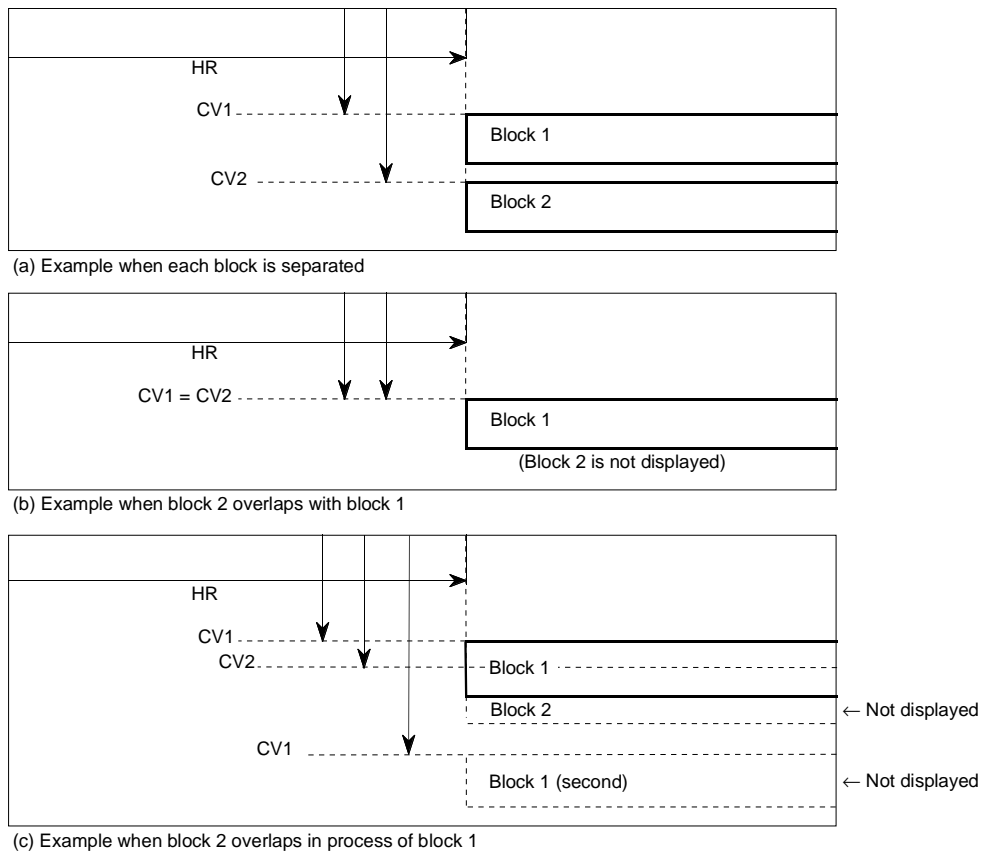 HR
CV1
Block 1
CV2
Block 2
(a) Example when each block is separated
HR
CV1 = CV2
Block 1
(Block 2 is not displayed)
(b) Example when block 2 overlaps with block 1
HR
CV1
CV2
Block 1
Block 2
← Not displayed
CV1
Block 1 (second)
← Not displayed
(c) Example when block 2 overlaps in process of block 1